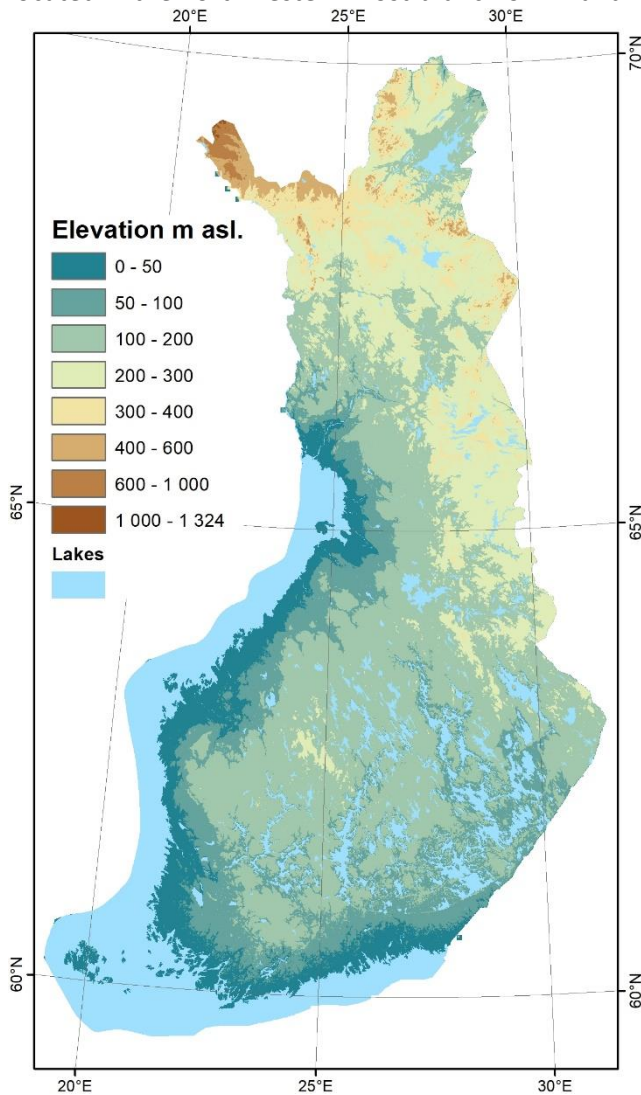 20°E 25°E 30°E
70°N
Elevation m asl.
0 - 50
50 - 100
100 - 200
200 - 300
300 - 400
400 - 600
600 - 1 000
1 000 - 1 324
Lakes
65°N
65°N
60°N
60°N
20°E 25°E 30°E